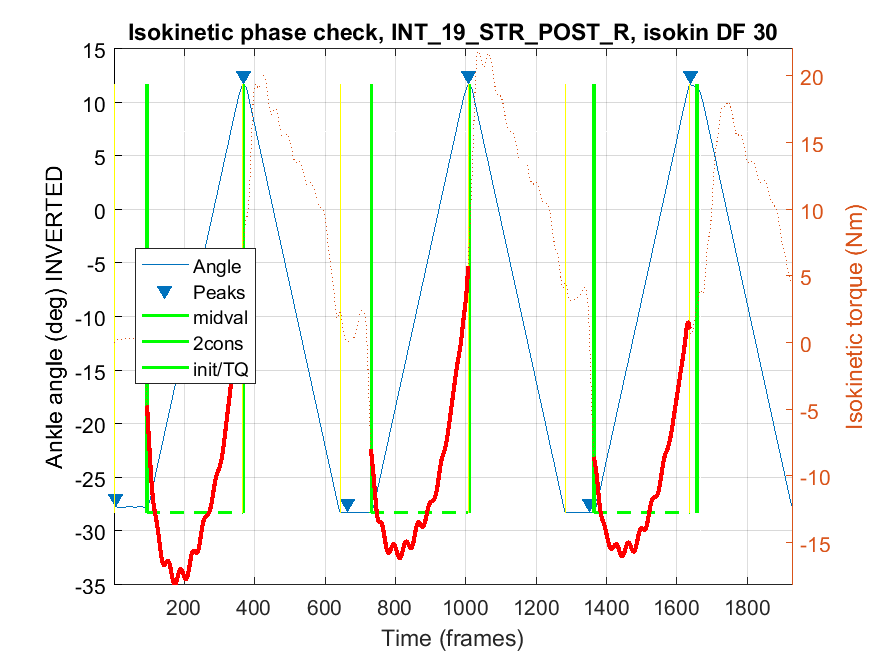 Isokinetic phase check, INT_19_STR_POST_R, isokin DF 30
15
10
5
0
-5
-10
-15
-20
-25
-30
-35
Ankle angle (deg) INVERTED
Angle
Peaks
midval
2cons
init/TQ
20
15
10
5
0
-5
-10
-15
Isokinetic torque (Nm)
200 400 600 800 1000 1200 1400 1600 1800
Time (frames)